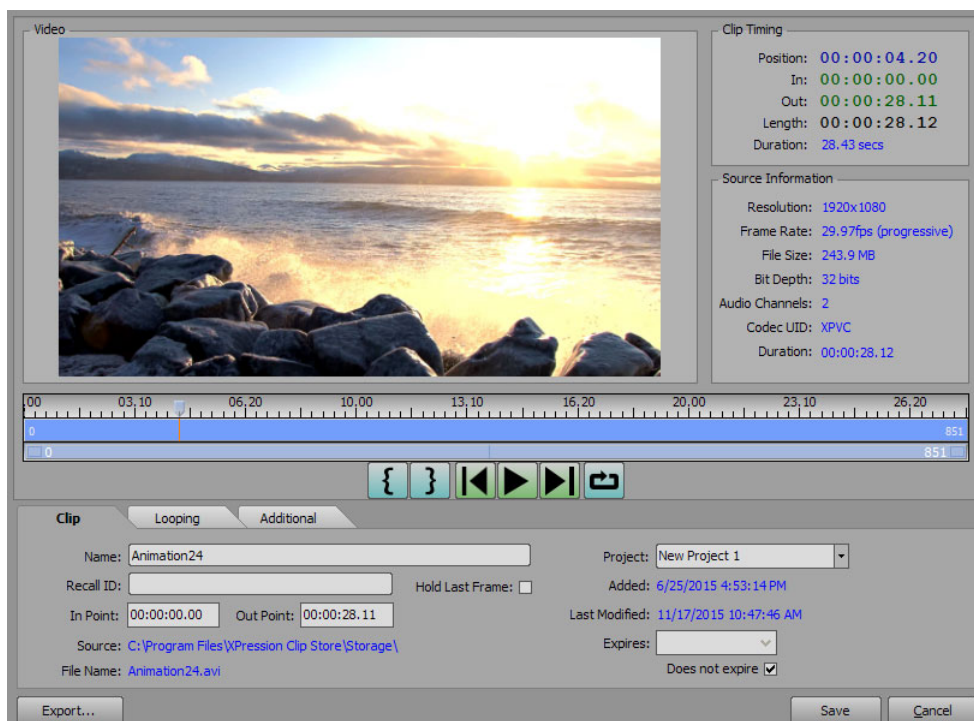 Video
Clip Timing
Position: 00:00:04.20
In: 00:00:00.00
Out: 00:00:28.11
Length: 00:00:28.12
Duration: 28.43 secs
Source Information
Resolution: 1920x1080
Frame Rate: 29.97fps (progressive)
File Size: 243.9 MB
Bit Depth: 32 bits
Audio Channels: 2
Codec UID: XPVC
Duration: 00:00:28.12
:00 03.10 06.20 10.00 13.10 16.20 20.00 23.10 26.20
0 851
0 851
{ }
Clip Looping Additional
Name: Animation24
Recall ID: Hold Last Frame:
In Point: 00:00:00.00 Out Point: 00:00:28.11
Source: C:\Program Files\XPression Clip Store\Storage\
File Name: Animation24.avi
Project: New Project 1
Added: 6/25/2015 4:53:14 PM
Last Modified: 11/17/2015 10:47:46 AM
Expires:
Does not expire
Export... Save Cancel